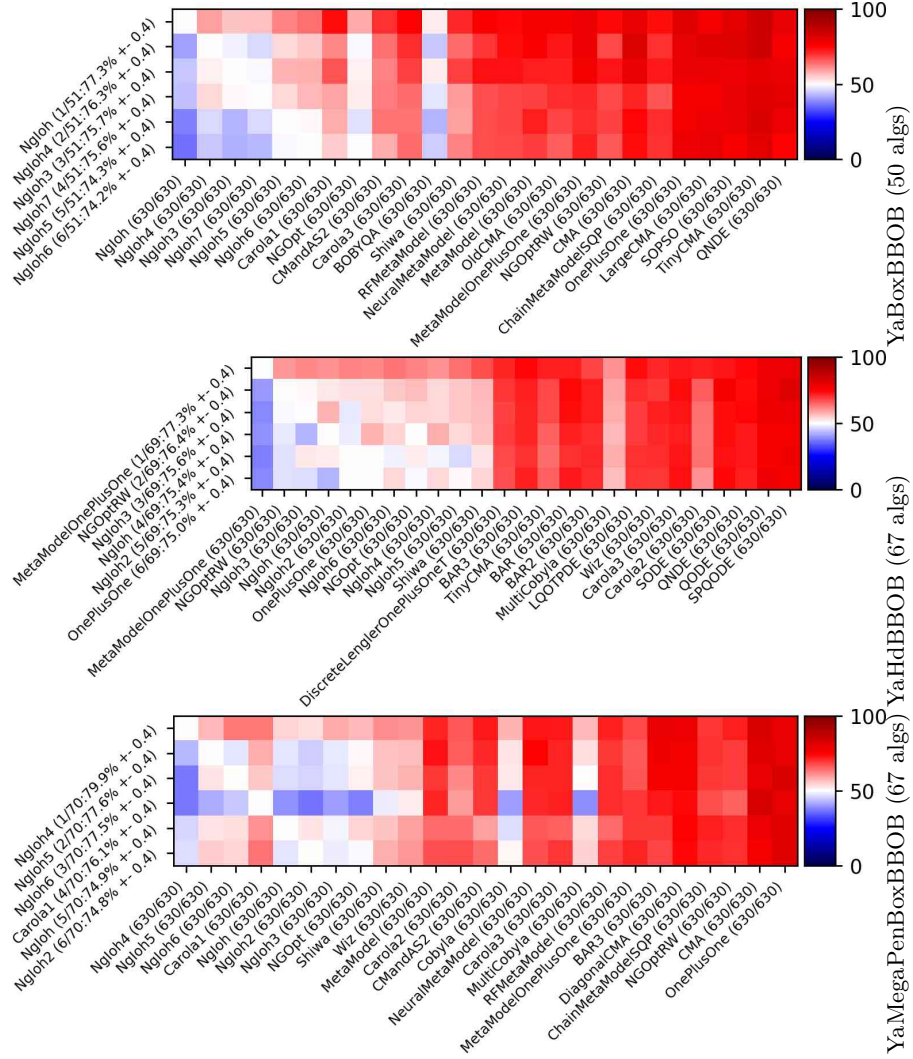 Ngloh (1/51:77.3% +- 0.4)
Ngloh4 (2/51:76.3% +- 0.4)
Ngloh3 (3/51:75.7% +- 0.4)
Ngloh7 (4/51:75.6% +- 0.4)
Ngloh5 (5/51:74.3% +- 0.4)
Ngloh6 (6/51:74.2% +- 0.4)
Ngloh (630/630)
Ngloh4 (630/630)
Ngloh3 (630/630)
Ngloh7 (630/630)
Ngloh5 (630/630)
Ngloh6 (630/630)
Carola1 (630/630)
NGOpt (630/630)
CMandAS2 (630/630)
Carola3 (630/630)
BOBYQA (630/630)
Shiwa (630/630)
RFMetaModel (630/630)
NeuralMetaModel (630/630)
MetaModel (630/630)
OldCMA (630/630)
MetaModelOnePlusOne (630/630)
NGOptRW (630/630)
CMA (630/630)
ChainMetaModelSQP (630/630)
OnePlusOne (630/630)
LargeCMA (630/630)
SOPSO (630/630)
TinyCMA (630/630)
QNDE (630/630)
100
50
0
YaBoxBBOB (50 algs)
MetaModelOnePlusOne (1/69:77.3% +- 0.4)
NGOptRW (2/69:76.4% +- 0.4)
Ngloh3 (3/69:75.6% +- 0.4)
Ngloh (4/69:75.4% +- 0.4)
Ngloh2 (5/69:75.3% +- 0.4)
OnePlusOne (6/69:75.0% +- 0.4)
MetaModelOnePlusOne (630/630)
NGOptRW (630/630)
Ngloh3 (630/630)
Ngloh (630/630)
Ngloh2 (630/630)
OnePlusOne (630/630)
Ngloh6 (630/630)
NGOpt (630/630)
Ngloh4 (630/630)
Ngloh5 (630/630)
Shiwa (630/630)
DiscreteLenglerOnePlusOneT (630/630)
BAR3 (630/630)
TinyCMA (630/630)
BAR (630/630)
BAR2 (630/630)
MultiCobyla (630/630)
LQOTPDE (630/630)
Wiz (630/630)
Carola3 (630/630)
Carola2 (630/630)
SODE (630/630)
QNDE (630/630)
QODE (630/630)
SPQODE (630/630)
100
50
0
YaHdBBOB (67 algs)
Ngloh4 (1/70:79.9% +- 0.4)
Ngloh5 (2/70:77.6% +- 0.4)
Ngloh6 (3/70:77.5% +- 0.4)
Carola1 (4/70:76.1% +- 0.4)
Ngloh (5/70:74.9% +- 0.4)
Ngloh2 (6/70:74.8% +- 0.4)
Ngloh4 (630/630)
Ngloh5 (630/630)
Ngloh6 (630/630)
Carola1 (630/630)
Ngloh (630/630)
Ngloh2 (630/630)
Ngloh3 (630/630)
NGOpt (630/630)
Shiwa (630/630)
Wiz (630/630)
MetaModel (630/630)
Carola2 (630/630)
CMandAS2 (630/630)
Cobyla (630/630)
NeuralMetaModel (630/630)
Carola3 (630/630)
MultiCobyla (630/630)
RFMetaModel (630/630)
MetaModelOnePlusOne (630/630)
BAR3 (630/630)
DiagonalCMA (630/630)
ChainMetaModelSQP (630/630)
NGOptRW (630/630)
CMA (630/630)
OnePlusOne (630/630)
100
50
0
YaMegaPenBoxBBOB (67 algs)